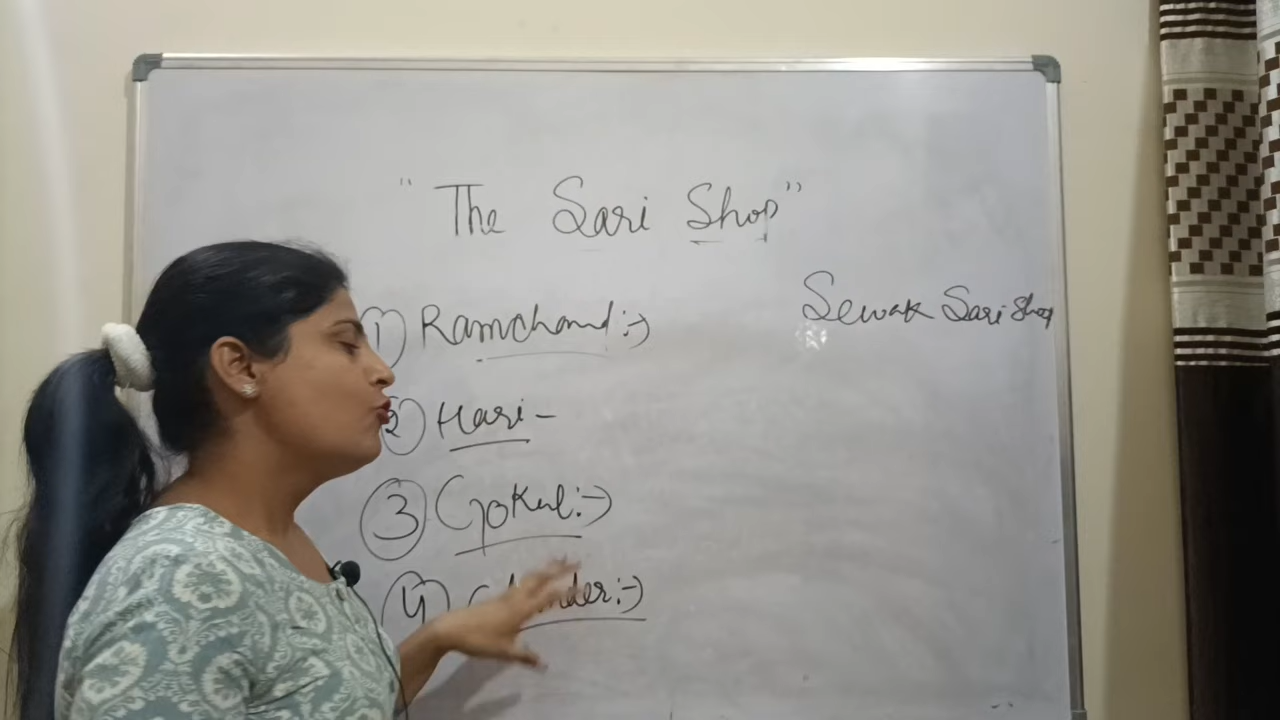 "The Sari Shop"
Sewak Sari Shop
1) Ramchand :-)
2) Hari -
3) Gokul :-)
4) Chander :-)